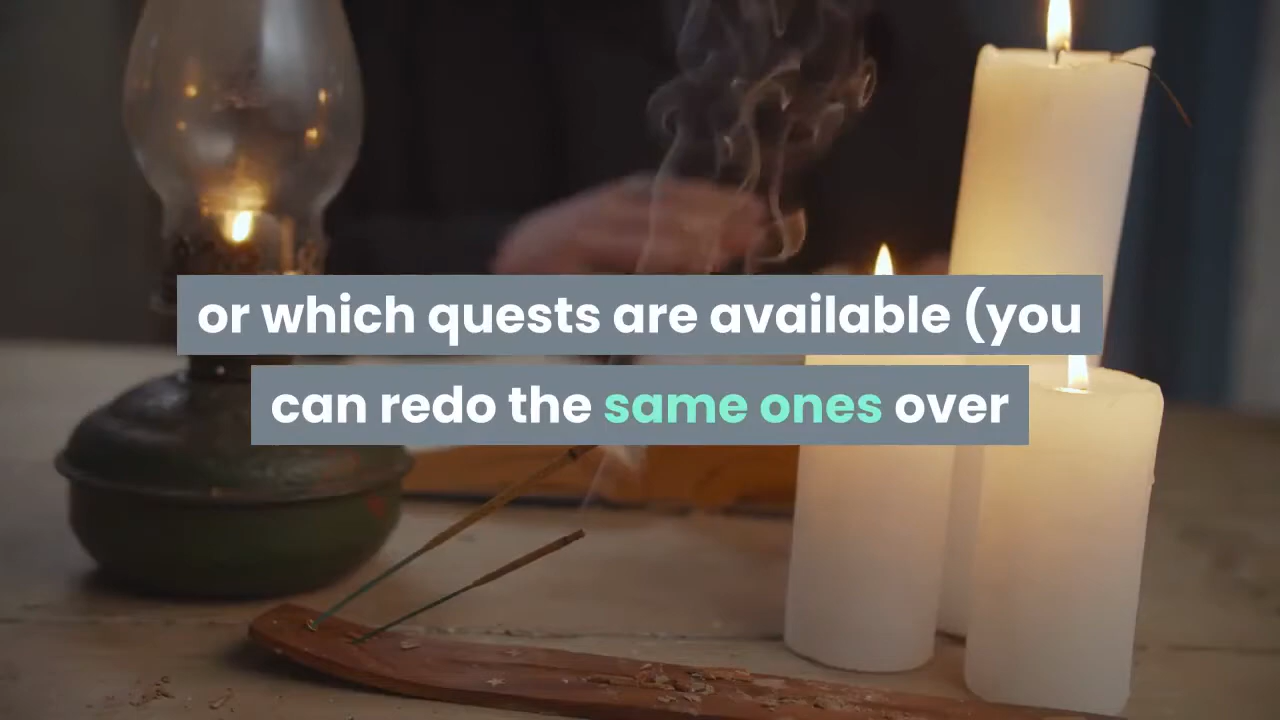 or which quests are available (you
can redo the same ones over